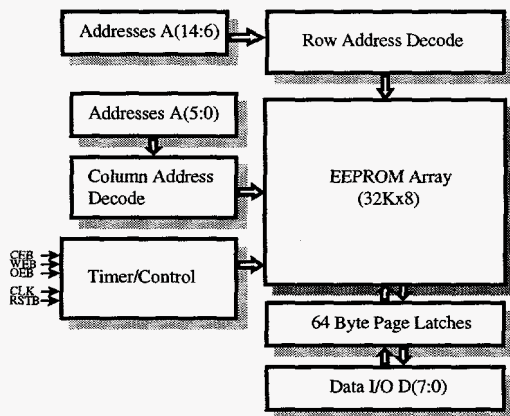 Addresses A(14:6)
Row Address Decode
Addresses A(5:0)
Column Address
Decode
EEPROM Array
(32Kx8)
CEB
WEB
OEB
CLK
RSTB
Timer/Control
64 Byte Page Latches
Data I/O D(7:0)